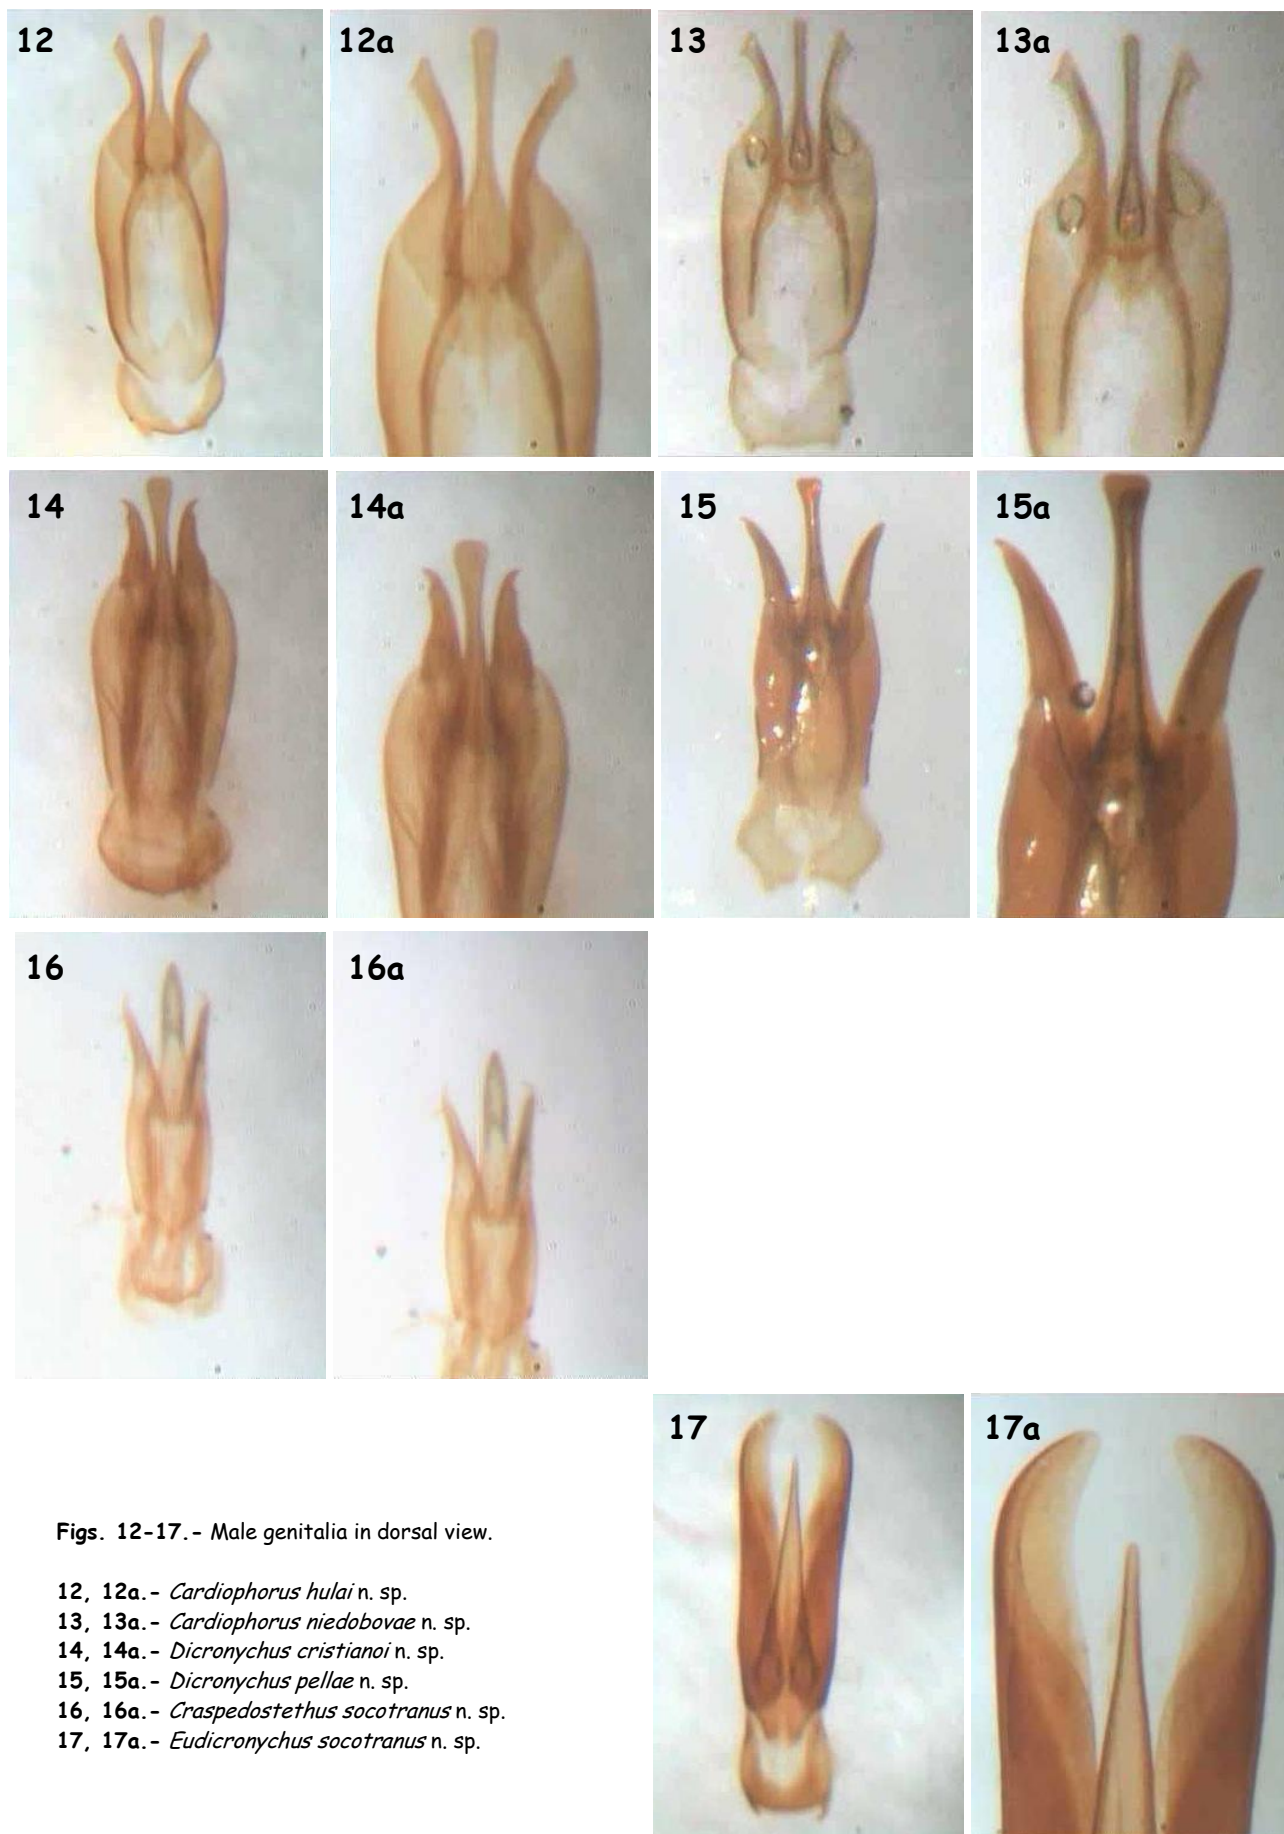 12
12a
13
13a
14
14a
15
15a
16
16a
17
17a
Figs. 12-17.- Male genitalia in dorsal view.
12, 12a.- Cardiophorus hulai n. sp.
13, 13a.- Cardiophorus niedobovae n. sp.
14, 14a.- Dicronychus cristianoi n. sp.
15, 15a.- Dicronychus pellae n. sp.
16, 16a.- Craspedostethus socotranus n. sp.
17, 17a.- Eudicronychus socotranus n. sp.